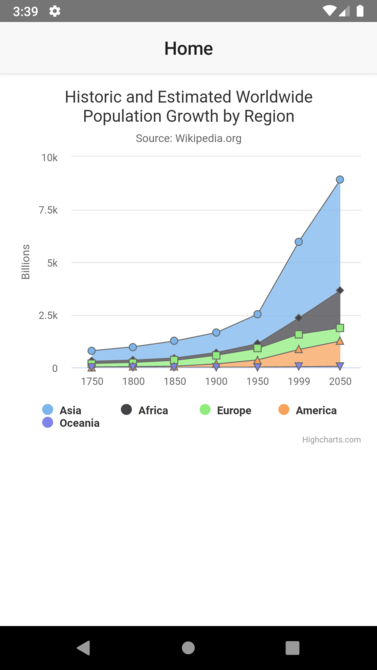 3:39
Home
Historic and Estimated Worldwide
Population Growth by Region
Source: Wikipedia.org
10k
7.5k
5k
2.5k
0
Billions
1750 1800 1850 1900 1950 1999 2050
Asia Africa Europe America
Oceania
Highcharts.com